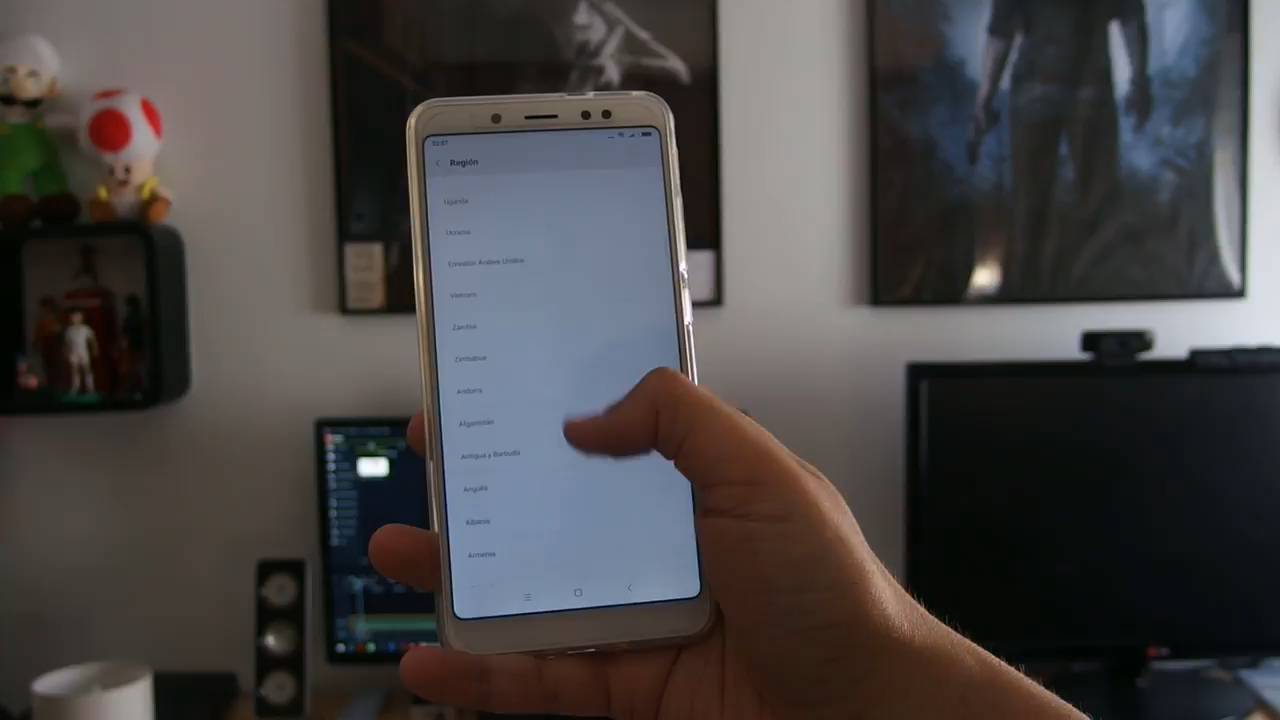 Región
Uganda
Ucrania
Emiratos Árabes Unidos
Vietnam
Zambia
Zimbabue
Andorra
Afganistán
Antigua y Barbuda
Anguila
Albania
Armenia